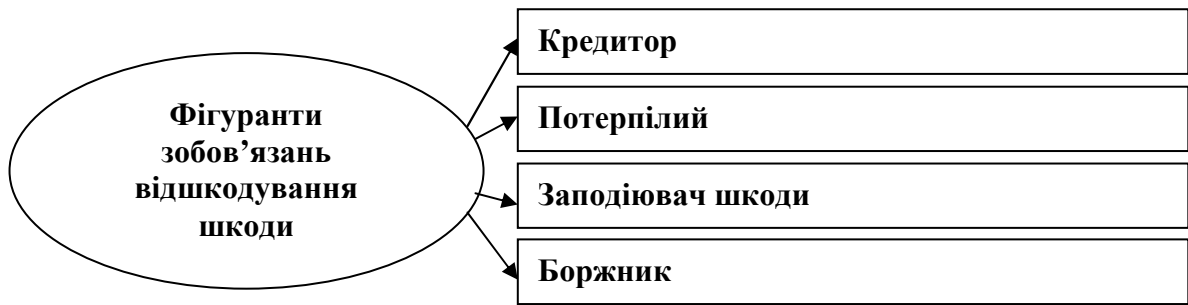 Фігуранти
зобов’язань
відшкодування
шкоди
Кредитор
Потерпілий
Заподіювач шкоди
Боржник